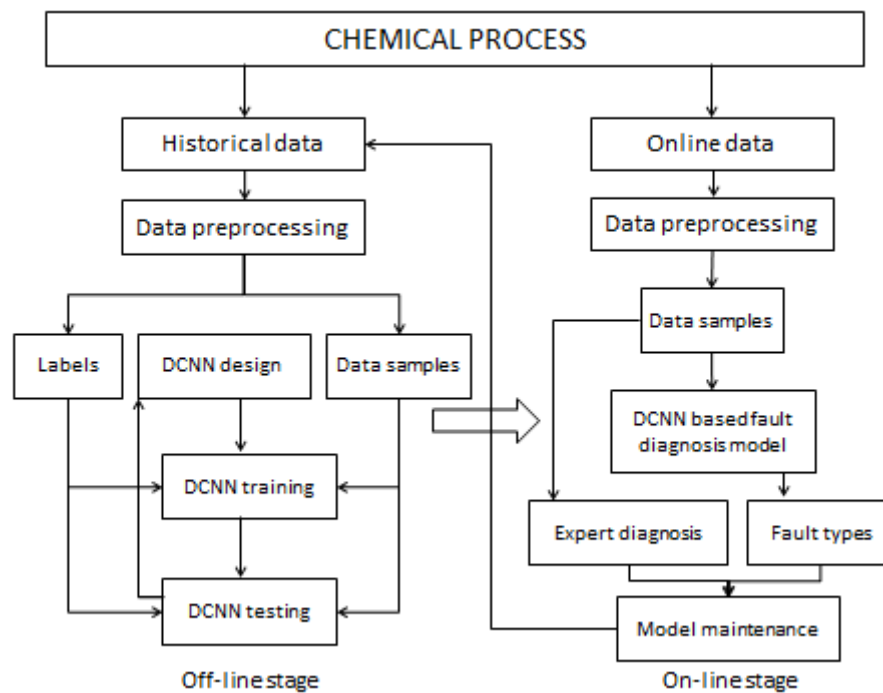 CHEMICAL PROCESS
Historical data
Online data
Data preprocessing
Data preprocessing
Labels
DCNN design
Data samples
Data samples
DCNN based fault
diagnosis model
DCNN training
Expert diagnosis
Fault types
DCNN testing
Model maintenance
Off-line stage
On-line stage